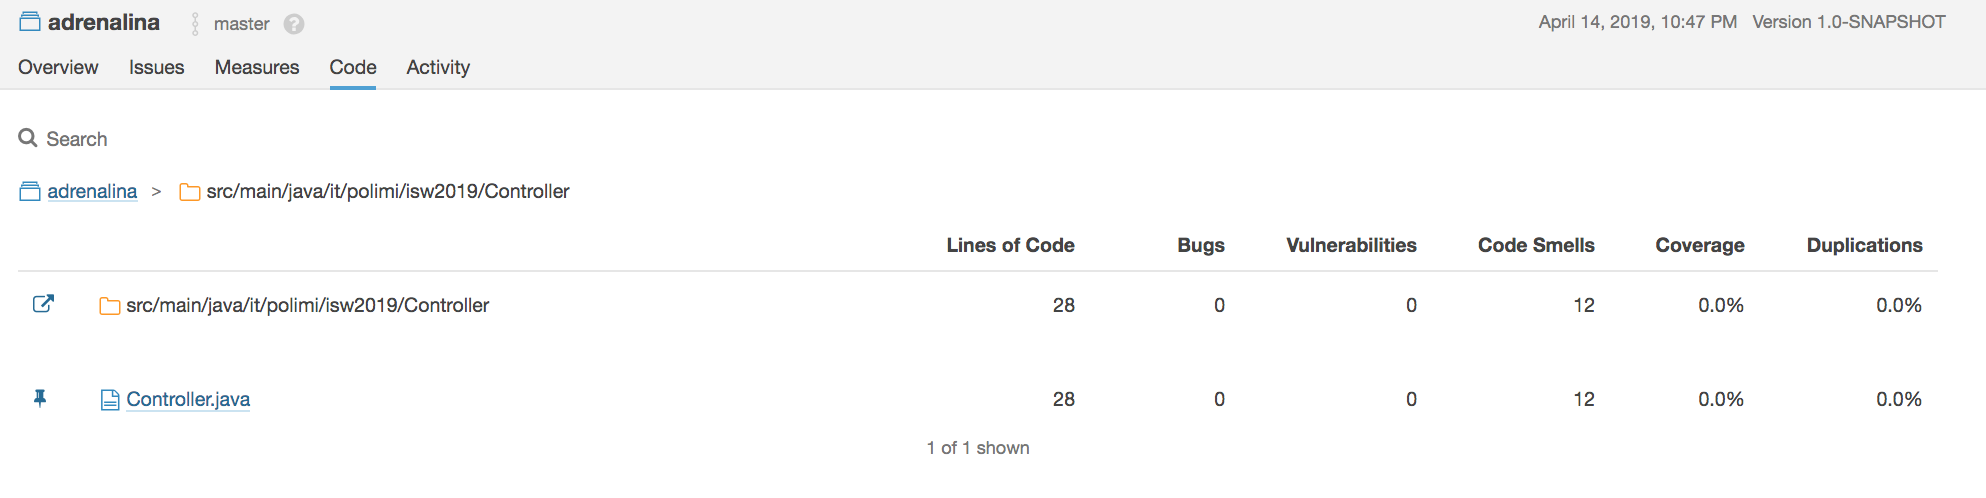 adrenalina master ? April 14, 2019, 10:47 PM Version 1.0-SNAPSHOT
Overview Issues Measures Code Activity
Search
adrenalina > src/main/java/it/polimi/isw2019/Controller
Lines of Code Bugs Vulnerabilities Code Smells Coverage Duplications
src/main/java/it/polimi/isw2019/Controller 28 0 0 12 0.0% 0.0%
Controller.java 28 0 0 12 0.0% 0.0%
1 of 1 shown